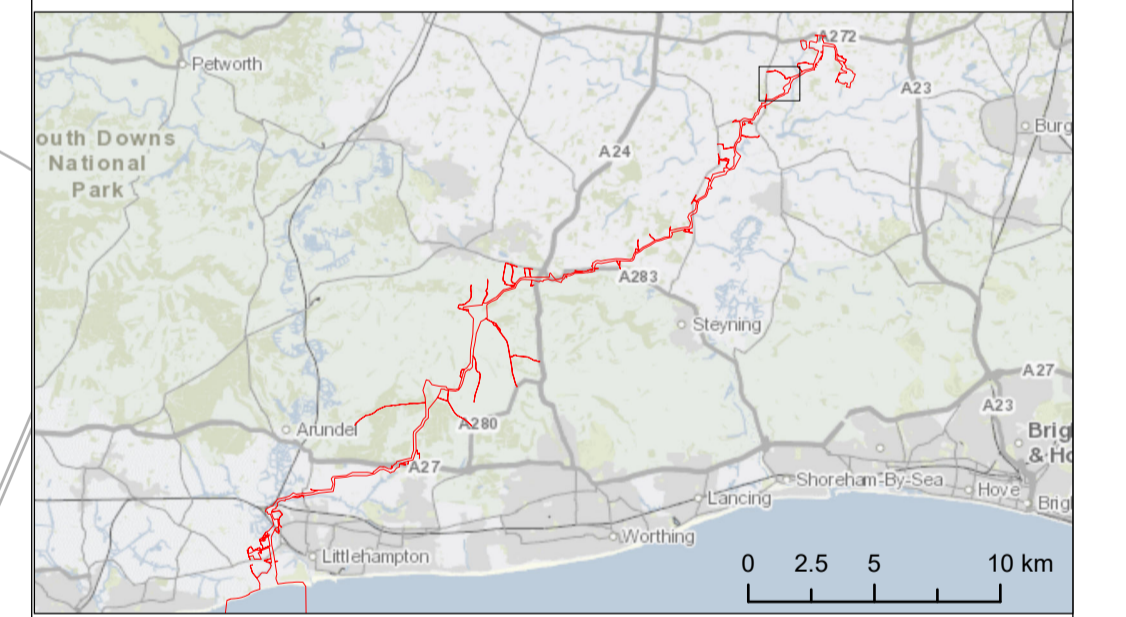 A272
Petworth
A23
Burg
outh Downs
National
Park
A24
A283
Steyning
A27
A23
Arundel
A280
Brig
& Ho
A27
Shoreham-By-Sea
Hove
Lancing
Brig
Worthing
Littlehampton
0 2.5 5 10 km